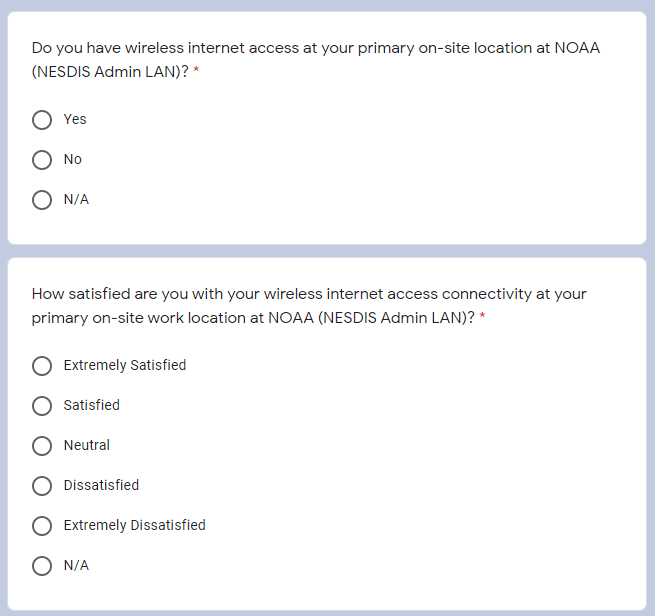 Do you have wireless internet access at your primary on-site location at NOAA
(NESDIS Admin LAN)? *
Yes
No
N/A
How satisfied are you with your wireless internet access connectivity at your
primary on-site work location at NOAA (NESDIS Admin LAN)? *
Extremely Satisfied
Satisfied
Neutral
Dissatisfied
Extremely Dissatisfied
N/A